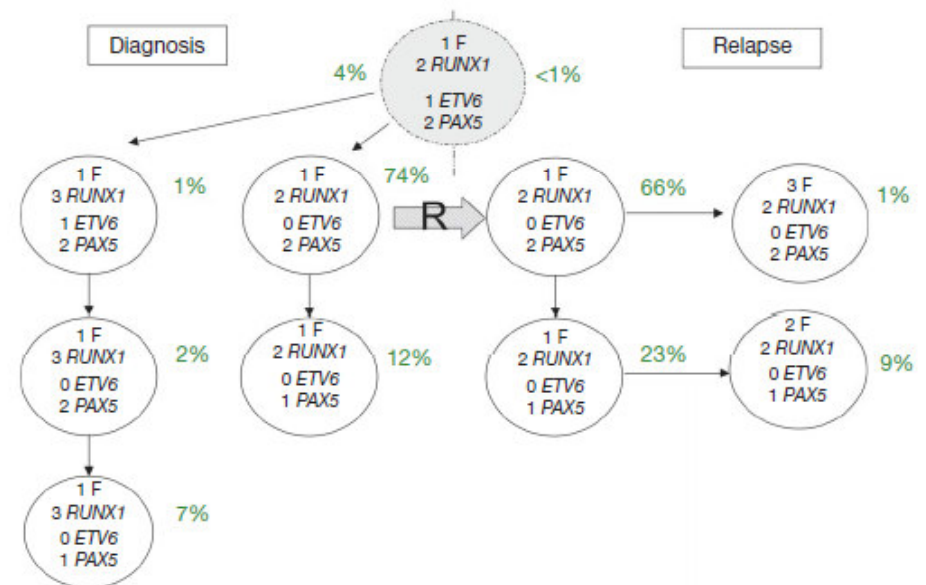 Diagnosis
Relapse
1 F
2 RUNX1
1 ETV6
2 PAX5
4%
<1%
1 F
3 RUNX1
1 ETV6
2 PAX5
1%
1 F
2 RUNX1
0 ETV6
2 PAX5
74%
R
1 F
2 RUNX1
0 ETV6
2 PAX5
66%
3 F
2 RUNX1
0 ETV6
2 PAX5
1%
1 F
3 RUNX1
0 ETV6
2 PAX5
2%
1 F
2 RUNX1
0 ETV6
1 PAX5
12%
1 F
2 RUNX1
0 ETV6
1 PAX5
23%
2 F
2 RUNX1
0 ETV6
1 PAX5
9%
1 F
3 RUNX1
0 ETV6
1 PAX5
7%